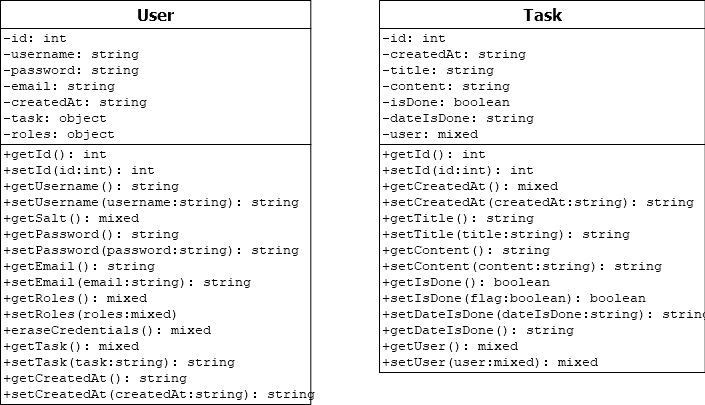 User
-id: int
-username: string
-password: string
-email: string
-createdAt: string
-task: object
-roles: object
+getId(): int
+setId(id:int): int
+getUsername(): string
+setUsername(username:string): string
+getSalt(): mixed
+getPassword(): string
+setPassword(password:string): string
+getEmail(): string
+setEmail(email:string): string
+getRoles(): mixed
+setRoles(roles:mixed)
+eraseCredentials(): mixed
+getTask(): mixed
+setTask(task:string): string
+getCreatedAt(): string
+setCreatedAt(createdAt:string): string
Task
-id: int
-createdAt: string
-title: string
-content: string
-isDone: boolean
-dateIsDone: string
-user: mixed
+getId(): int
+setId(id:int): int
+getCreatedAt(): mixed
+setCreatedAt(createdAt:string): string
+getTitle(): string
+setTitle(title:string): string
+getContent(): string
+setContent(content:string): string
+getIsDone(): boolean
+setIsDone(flag:boolean): boolean
+setDateIsDone(dateIsDone:string): string
+getDateIsDone(): string
+getUser(): mixed
+setUser(user:mixed): mixed